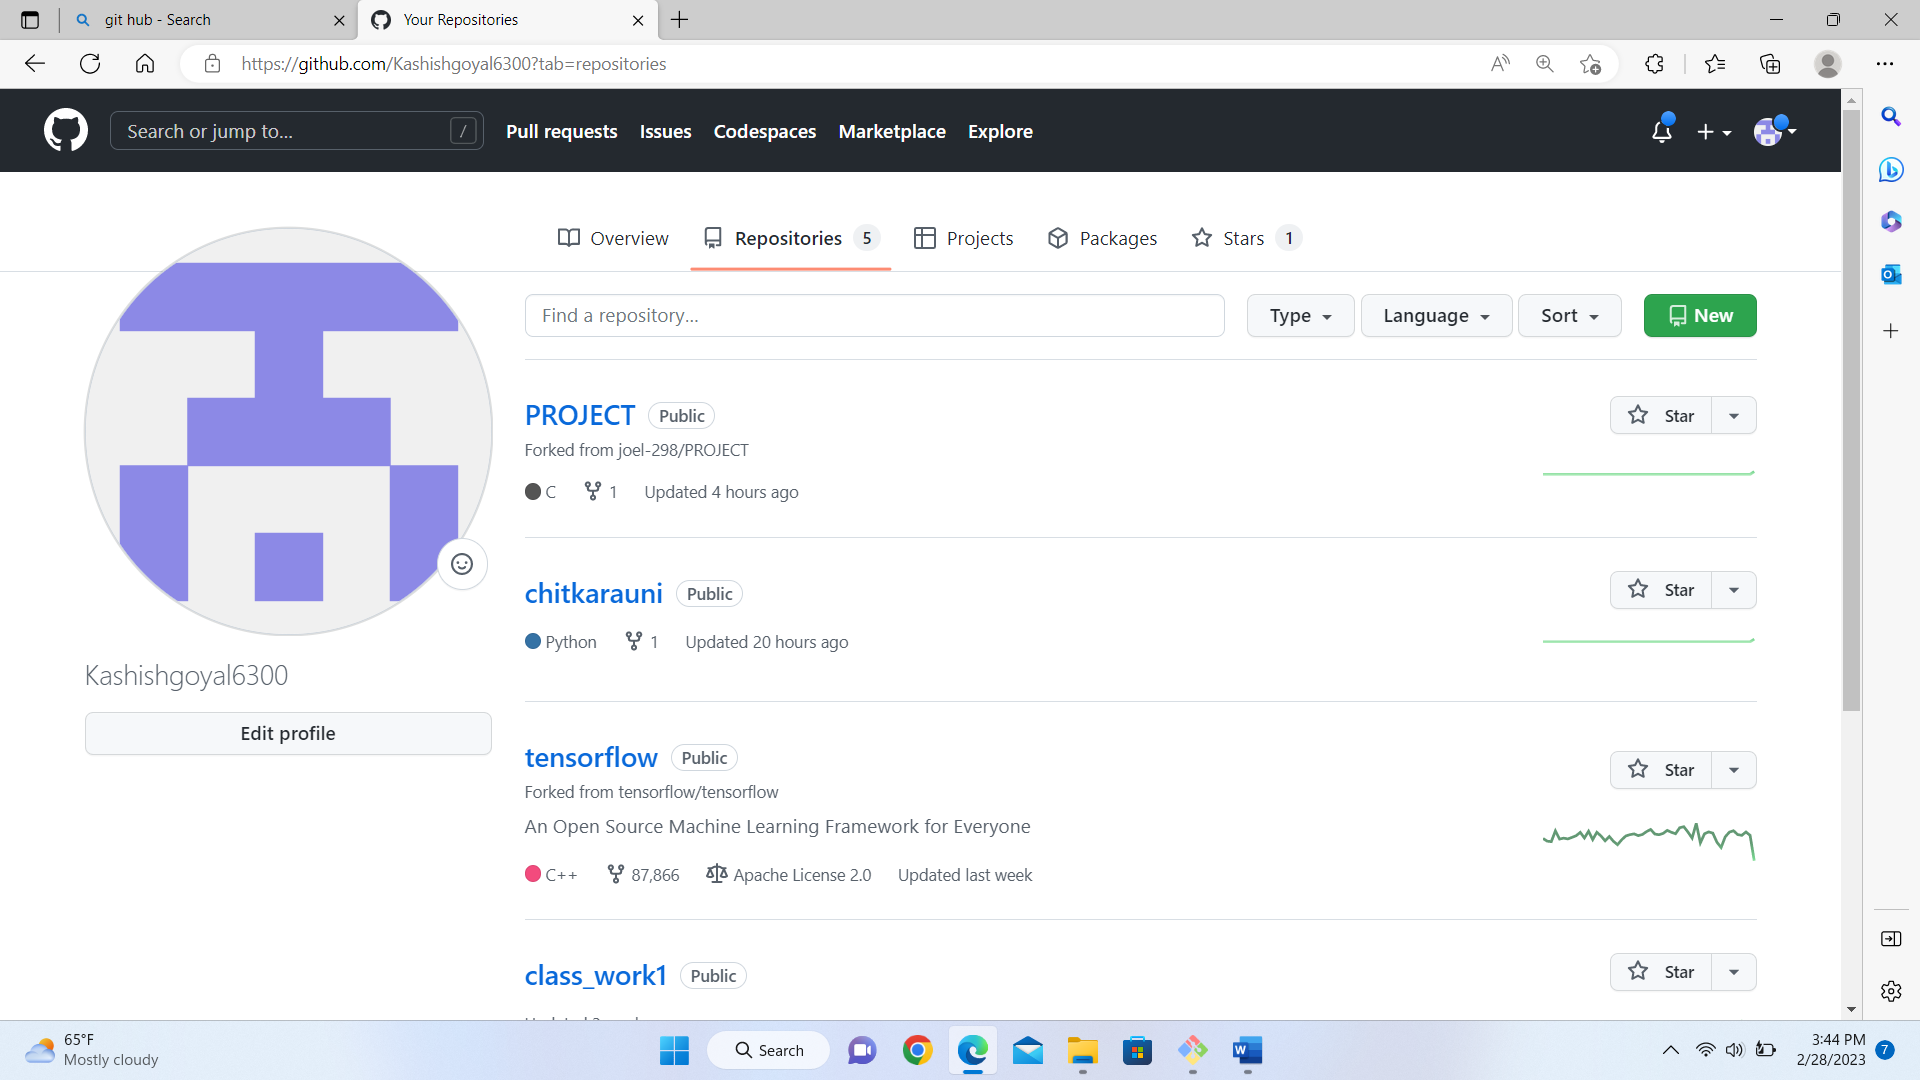 git hub - Search
Your Repositories
https://github.com/Kashishgoyal6300?tab=repositories
Search or jump to...
/
Pull requests
Issues
Codespaces
Marketplace
Explore
Overview
Repositories 5
Projects
Packages
Stars 1
Find a repository...
Type
Language
Sort
New
PROJECT Public
Star
Forked from joel-298/PROJECT
C 1 Updated 4 hours ago
chitkarauni Public
Star
Python 1 Updated 20 hours ago
Kashishgoyal6300
Edit profile
tensorflow Public
Star
Forked from tensorflow/tensorflow
An Open Source Machine Learning Framework for Everyone
C++ 87,866 Apache License 2.0 Updated last week
class_work1 Public
Star
65°F
Mostly cloudy
Search
3:44 PM
2/28/2023
7